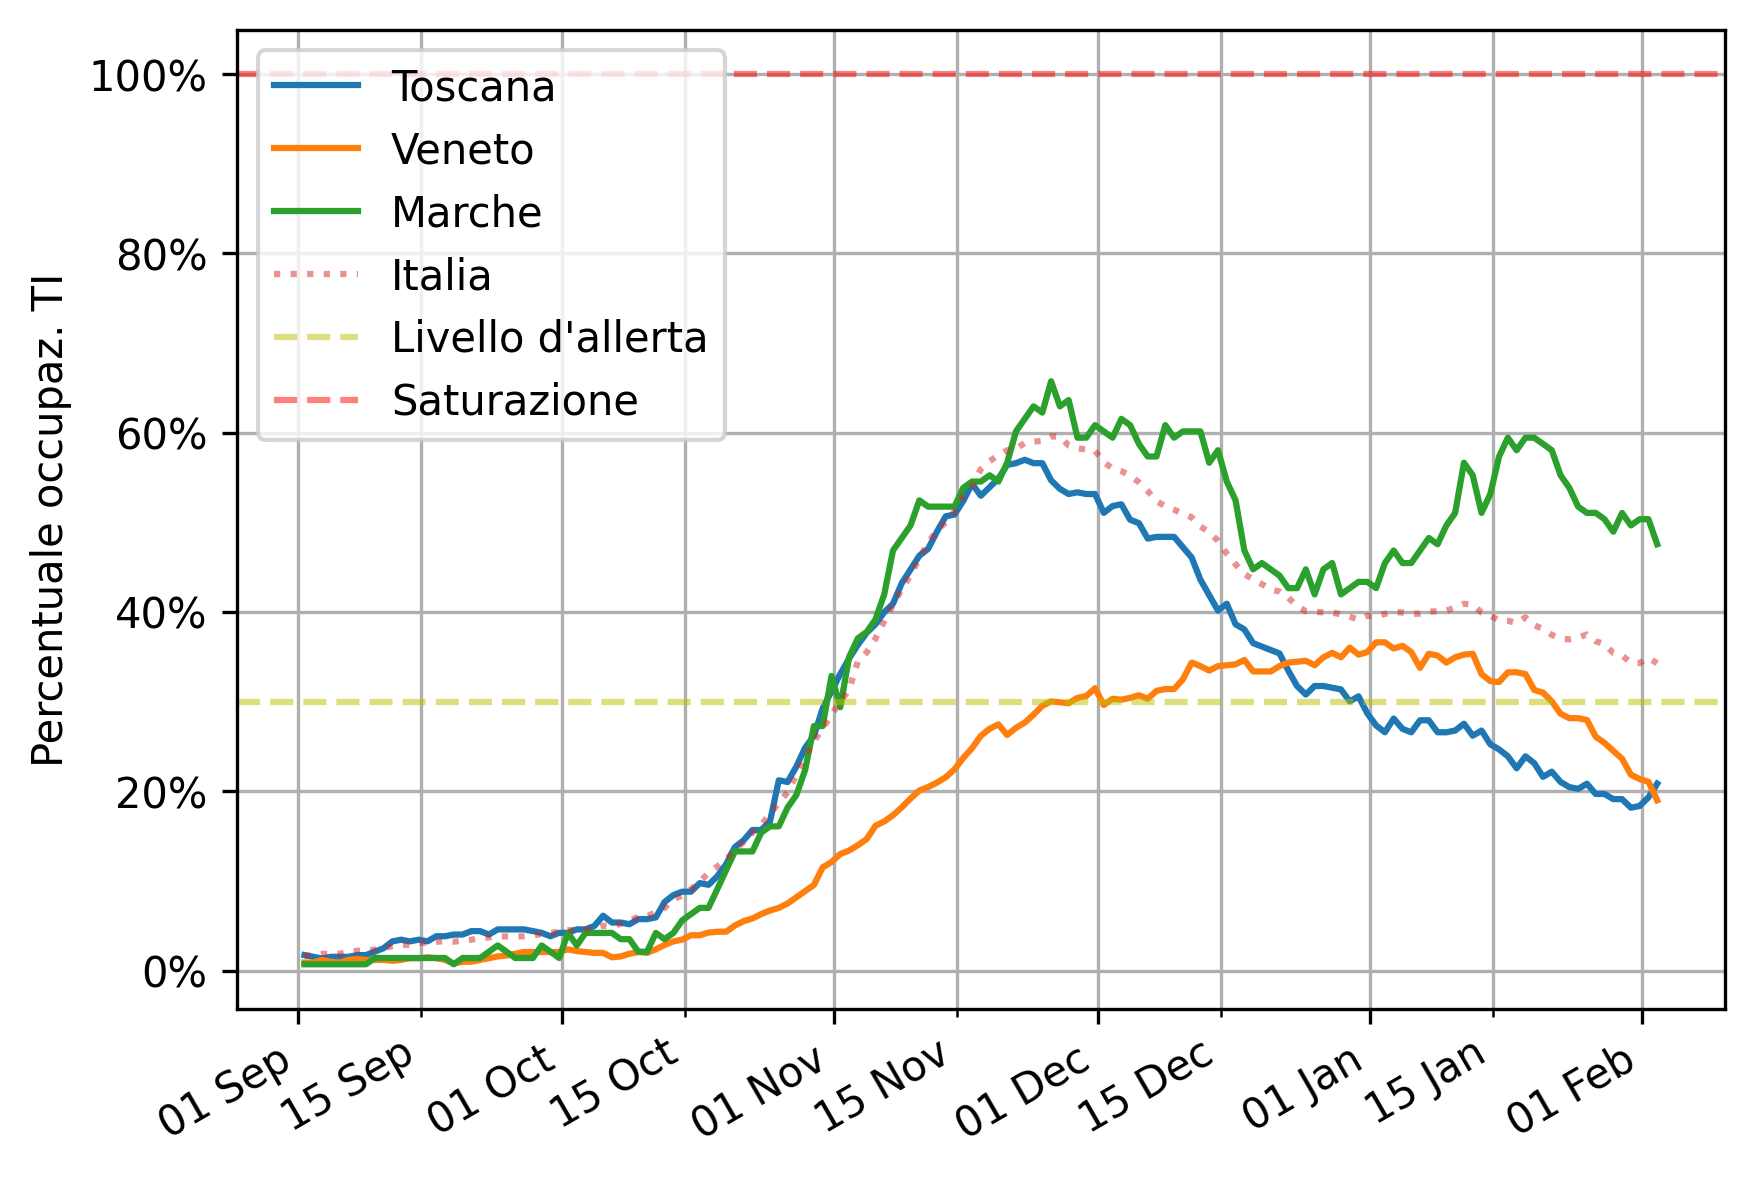 100%
80%
60%
40%
20%
0%
Percentuale occupaz. TI
Toscana
Veneto
Marche
Italia
Livello d'allerta
Saturazione
01 Sep
15 Sep
01 Oct
15 Oct
01 Nov
15 Nov
01 Dec
15 Dec
01 Jan
15 Jan
01 Feb